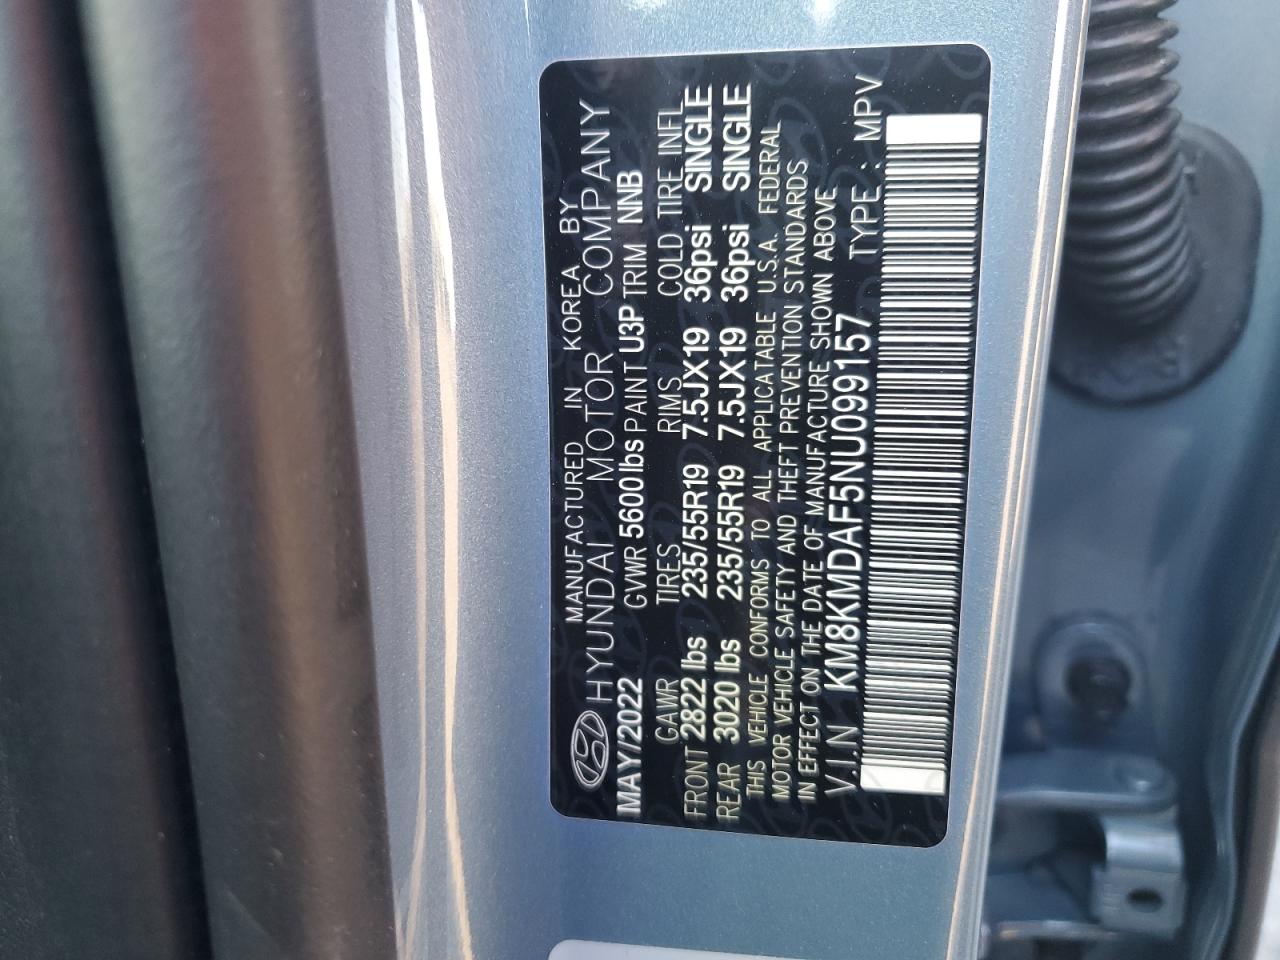 MANUFACTURED IN KOREA BY
HYUNDAI MOTOR COMPANY
MAY/2022 GVWR 5600lbs PAINT U3P TRIM NNB
GAWR TIRES RIMS COLD TIRE INFL.
FRONT 2822 lbs 235/55R19 7.5JX19 36psi SINGLE
REAR 3020 lbs 235/55R19 7.5JX19 36psi SINGLE
THIS VEHICLE CONFORMS TO ALL APPLICATABLE U.S.A. FEDERAL
MOTOR VEHICLE SAFETY AND THEFT PREVENTION STANDARDS
IN EFFECT ON THE DATE OF MANUFACTURE SHOWN ABOVE
V.I.N KM8KMDAF5NU099157 TYPE : MPV